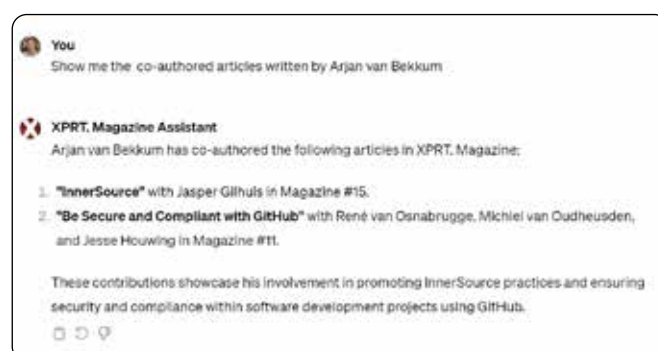 You
Show me the co-authored articles written by Arjan van Bekkum
XPRT. Magazine Assistant
Arjan van Bekkum has co-authored the following articles in XPRT. Magazine:
1. "InnerSource" with Jasper Gilhuis in Magazine #15.
2. "Be Secure and Compliant with GitHub" with René van Osnabrugge, Michiel van Oudheusden,
and Jesse Houwing in Magazine #11.
These contributions showcase his involvement in promoting InnerSource practices and ensuring
security and compliance within software development projects using GitHub.